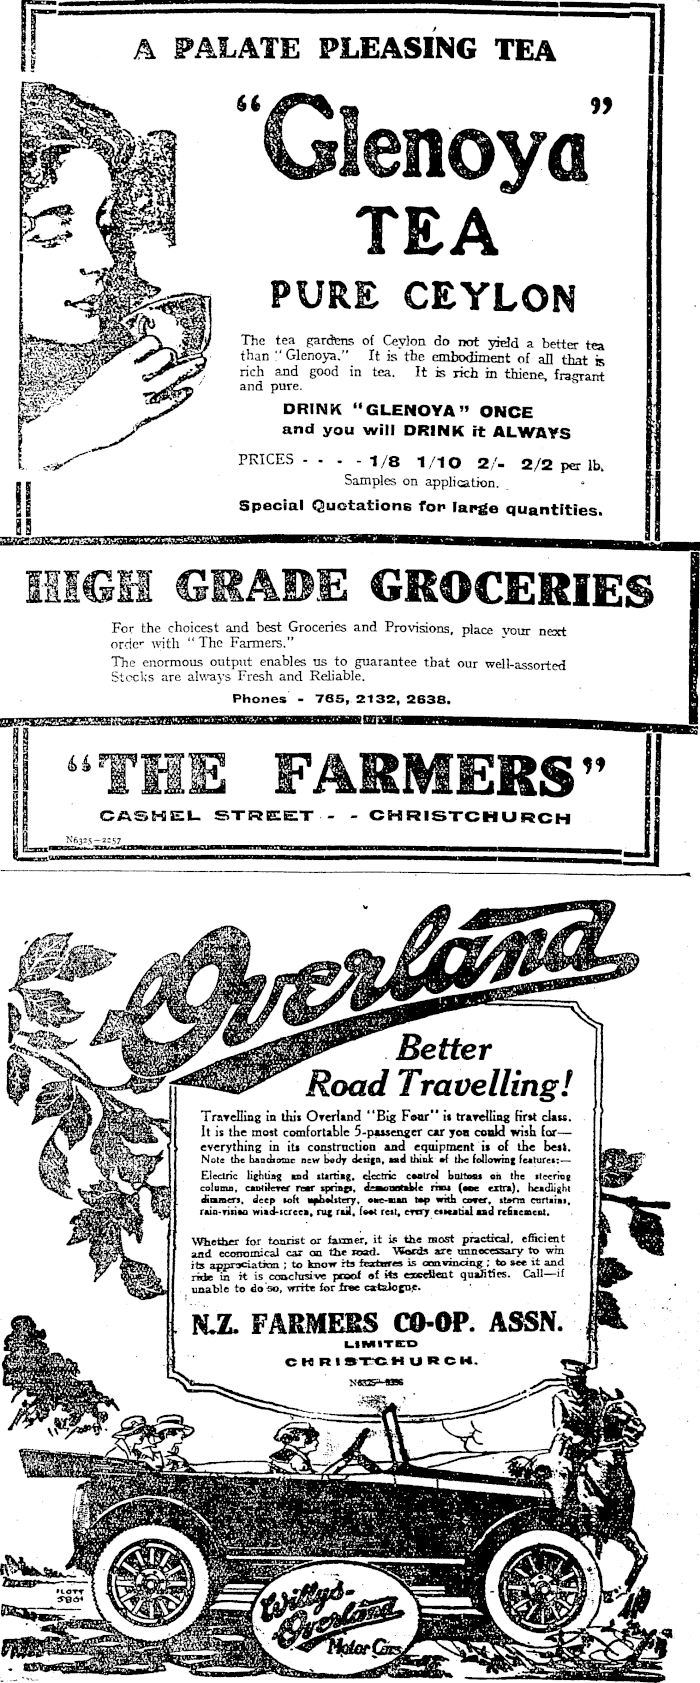 A PALATE PLEASING TEA
"Glenoya"
TEA
PURE CEYLON
The tea gardens of Ceylon do not yield a better tea
than "Glenoya." It is the embodiment of all that is
rich and good in tea. It is rich in thiene, fragrant
and pure.
DRINK "GLENOYA" ONCE
and you will DRINK it ALWAYS
PRICES - - - - 1/8 1/10 2/- 2/2 per lb.
Samples on application.
Special Quotations for large quantities.
HIGH GRADE GROCERIES
For the choicest and best Groceries and Provisions, place your next
order with "The Farmers."
The enormous output enables us to guarantee that our well-assorted
Stocks are always Fresh and Reliable.
Phones - 765, 2132, 2638.
"THE FARMERS"
CASHEL STREET - - CHRISTCHURCH
N6325—2257
Overland
Better
Road Travelling!
Travelling in this Overland "Big Four" is travelling first class.
It is the most comfortable 5-passenger car you could wish for—
everything in its construction and equipment is of the best.
Note the handsome new body design, and think of the following features:—
Electric lighting and starting, electric control buttons on the steering
column, cantilever rear springs, demountable rims (one extra), headlight
dimmers, deep soft upholstery, one-man top with cover, storm curtains,
rain-vision wind-screen, rug rail, foot rest, every essential and refinement.
Whether for tourist or farmer, it is the most practical, efficient
and economical car on the road. Words are unnecessary to win
its appreciation; to know its features is convincing; to see it and
ride in it is conclusive proof of its excellent qualities. Call—if
unable to do so, write for free catalogue.
N.Z. FARMERS CO-OP. ASSN.
LIMITED
CHRISTCHURCH.
Willys-
Overland
Motor Cars